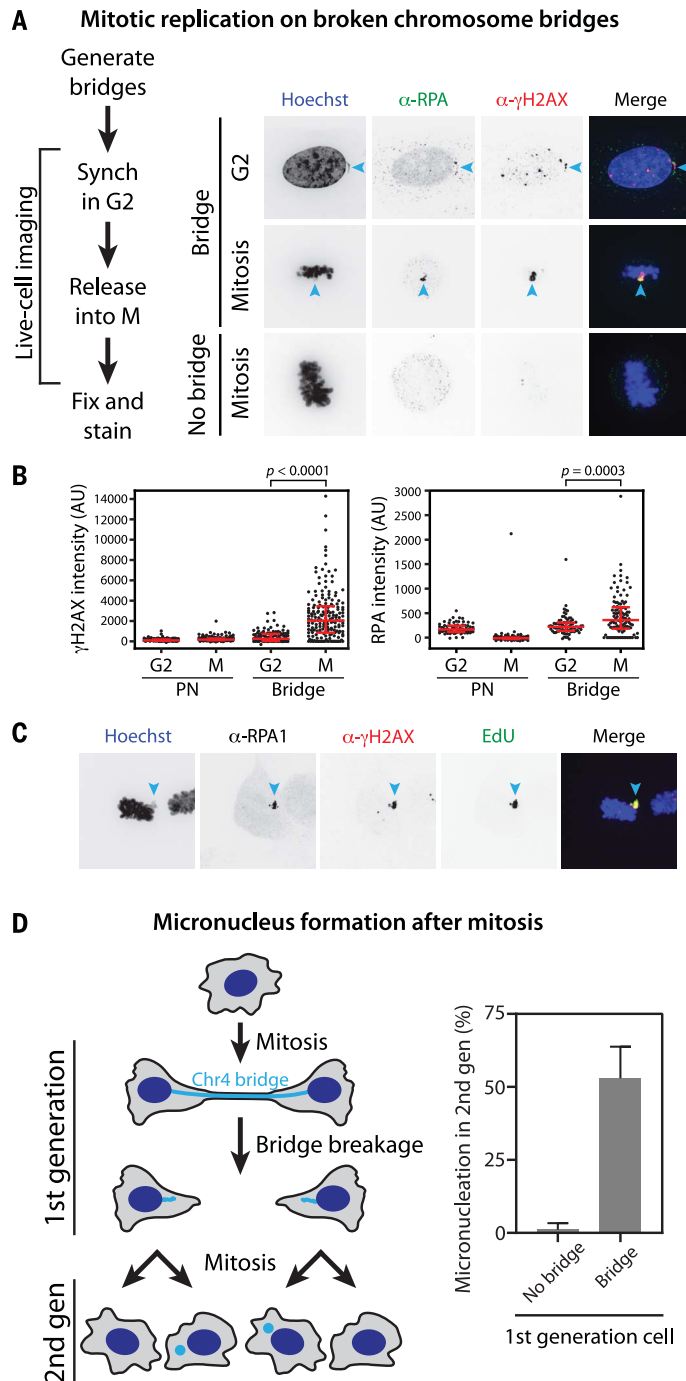 A Mitotic replication on broken chromosome bridges
Generate
bridges
Live-cell imaging
Synch
in G2
Release
into M
Fix and
stain
Hoechst α-RPA α-γH2AX Merge
Bridge
G2
Mitosis
No bridge
Mitosis
B
p < 0.0001
γH2AX intensity (AU)
14000
12000
10000
8000
6000
4000
2000
0
G2 M G2 M
PN Bridge
p = 0.0003
RPA intensity (AU)
3000
2500
2000
1500
1000
500
0
G2 M G2 M
PN Bridge
C
Hoechst α-RPA1 α-γH2AX EdU Merge
D Micronucleus formation after mitosis
Mitosis
1st generation
Chr4 bridge
Bridge breakage
Mitosis
2nd gen
Micronucleation in 2nd gen (%)
75
50
25
0
No bridge
Bridge
1st generation cell